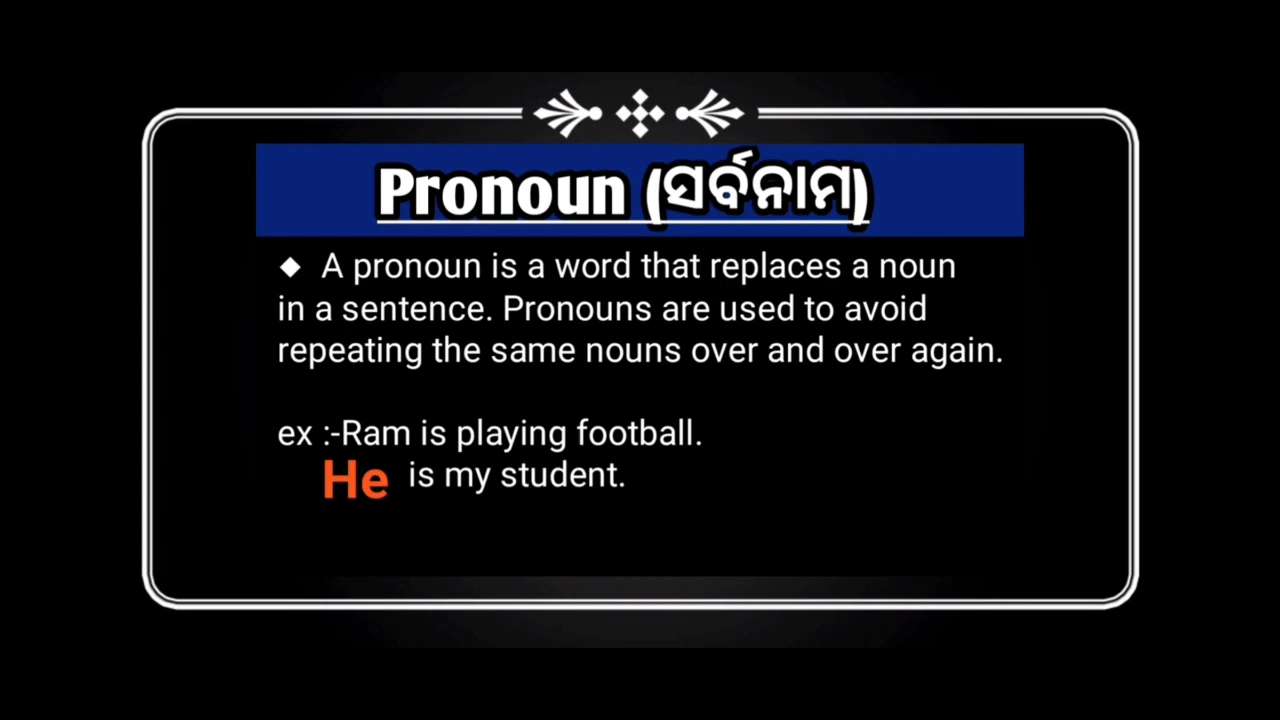 Pronoun (ସର୍ବନାମ)
◆ A pronoun is a word that replaces a noun
in a sentence. Pronouns are used to avoid
repeating the same nouns over and over again.
ex :-Ram is playing football.
He is my student.